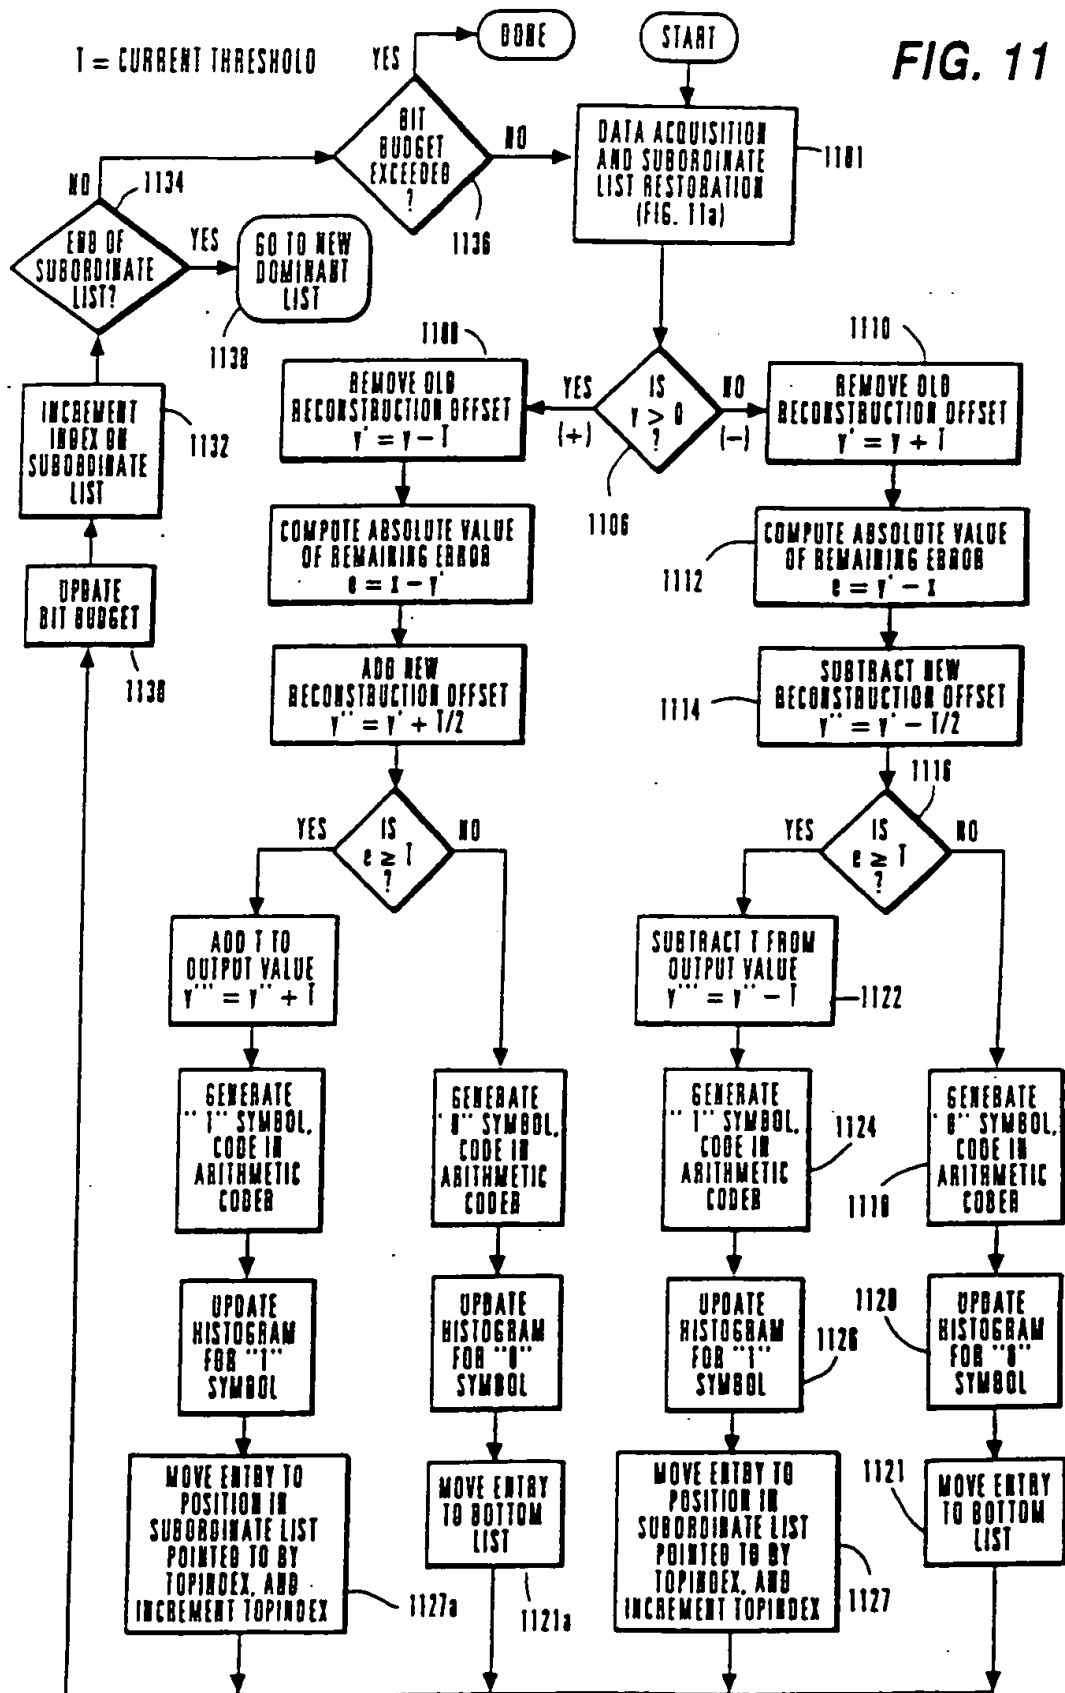 T = CURRENT THRESHOLD
YES
DONE
START
FIG. 11
BIT
BUDGET
EXCEEDED
?
NO
1136
DATA ACQUISITION
AND SUBORDINATE
LIST RESTORATION
(FIG. 11a)
1101
NO
1134
END OF
SUBORDINATE
LIST?
YES
GO TO NEW
DOMINANT
LIST
1138
INCREMENT
INDEX ON
SUBORDINATE
LIST
1132
UPDATE
BIT BUDGET
1130
1108
REMOVE OLD
RECONSTRUCTION OFFSET
y' = y - T
YES
(+)
IS
y > 0
?
NO
(-)
1106
1110
REMOVE OLD
RECONSTRUCTION OFFSET
y' = y + T
COMPUTE ABSOLUTE VALUE
OF REMAINING ERROR
e = x - y'
1112
COMPUTE ABSOLUTE VALUE
OF REMAINING ERROR
e = y' - x
ADD NEW
RECONSTRUCTION OFFSET
y'' = y' + T/2
1114
SUBTRACT NEW
RECONSTRUCTION OFFSET
y'' = y' - T/2
YES
IS
e ≥ T
?
NO
1116
YES
IS
e ≥ T
?
NO
ADD T TO
OUTPUT VALUE
y''' = y'' + T
SUBTRACT T FROM
OUTPUT VALUE
y''' = y'' - T
1122
GENERATE
"1" SYMBOL,
CODE IN
ARITHMETIC
CODER
GENERATE
"0" SYMBOL,
CODE IN
ARITHMETIC
CODER
GENERATE
"1" SYMBOL,
CODE IN
ARITHMETIC
CODER
1124
GENERATE
"0" SYMBOL,
CODE IN
ARITHMETIC
CODER
1118
UPDATE
HISTOGRAM
FOR "1"
SYMBOL
UPDATE
HISTOGRAM
FOR "0"
SYMBOL
UPDATE
HISTOGRAM
FOR "1"
SYMBOL
1126
1120
UPDATE
HISTOGRAM
FOR "0"
SYMBOL
MOVE ENTRY TO
POSITION IN
SUBORDINATE LIST
POINTED TO BY
TOPINDEX, AND
INCREMENT TOPINDEX
1127a
MOVE ENTRY
TO BOTTOM
LIST
1121a
MOVE ENTRY TO
POSITION IN
SUBORDINATE LIST
POINTED TO BY
TOPINDEX, AND
INCREMENT TOPINDEX
1127
1121
MOVE ENTRY
TO BOTTOM
LIST